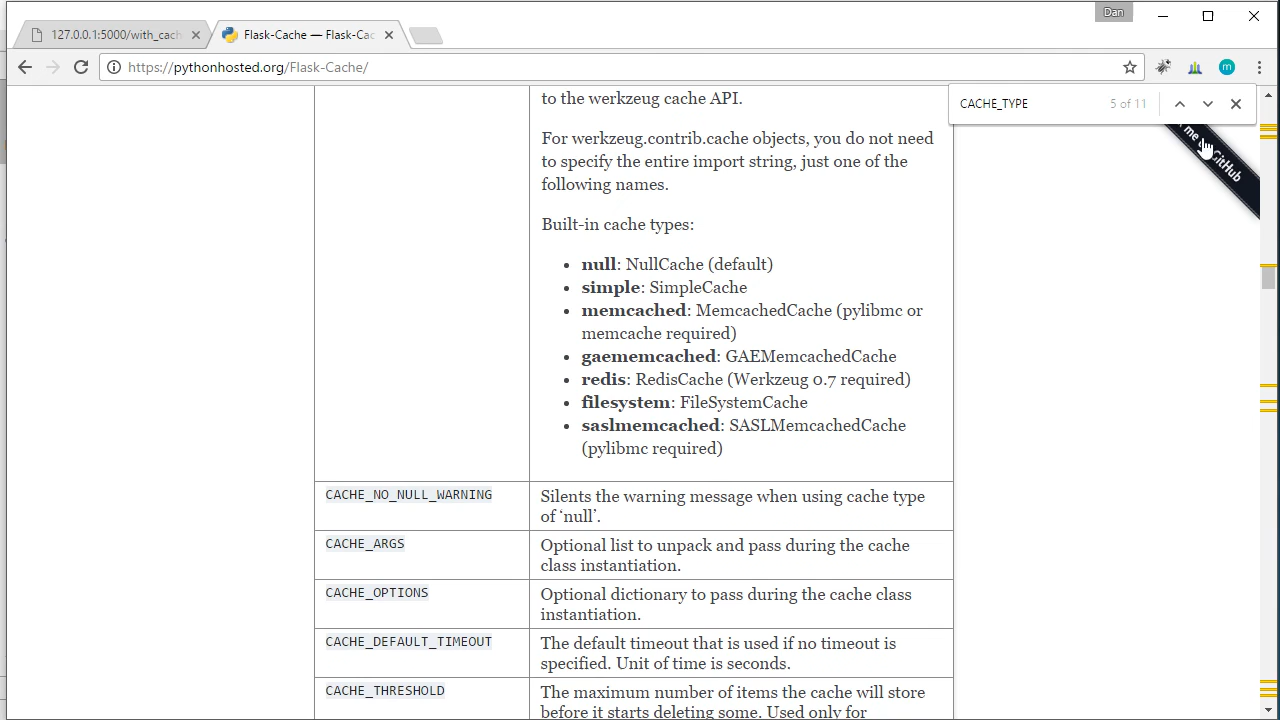 Dan
127.0.0.1:5000/with_cach
Flask-Cache — Flask-Cac
https://pythonhosted.org/Flask-Cache/
m
CACHE_TYPE
5 of 11
me
GitHub
to the werkzeug cache API.
For werkzeug.contrib.cache objects, you do not need
to specify the entire import string, just one of the
following names.
Built-in cache types:
• null: NullCache (default)
• simple: SimpleCache
• memcached: MemcachedCache (pylibmc or
memcache required)
• gaememcached: GAEMemcachedCache
• redis: RedisCache (Werkzeug 0.7 required)
• filesystem: FileSystemCache
• saslmemcached: SASLMemcachedCache
(pylibmc required)
CACHE_NO_NULL_WARNING
Silents the warning message when using cache type
of ‘null’.
CACHE_ARGS
Optional list to unpack and pass during the cache
class instantiation.
CACHE_OPTIONS
Optional dictionary to pass during the cache class
instantiation.
CACHE_DEFAULT_TIMEOUT
The default timeout that is used if no timeout is
specified. Unit of time is seconds.
CACHE_THRESHOLD
The maximum number of items the cache will store
before it starts deleting some. Used only for